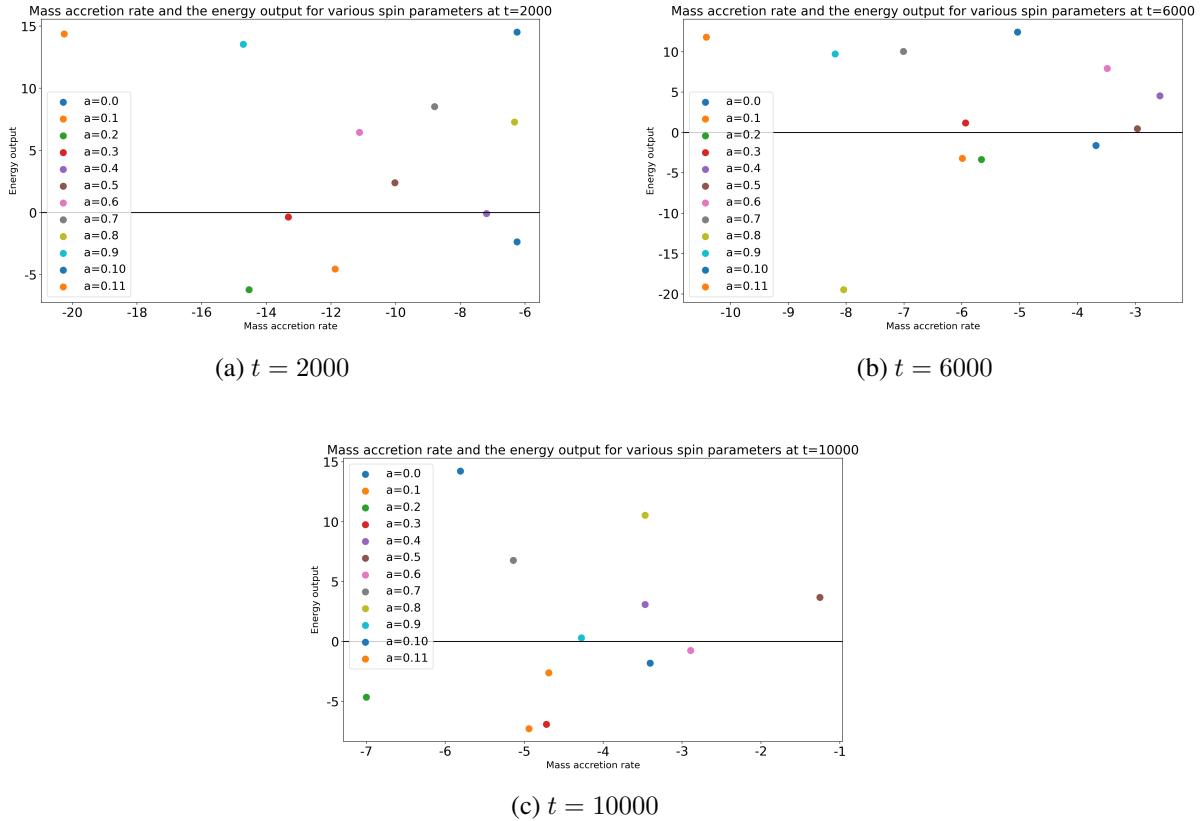 Mass accretion rate and the energy output for various spin parameters at t=2000
15
10
5
0
-5
Energy output
a=0.0
a=0.1
a=0.2
a=0.3
a=0.4
a=0.5
a=0.6
a=0.7
a=0.8
a=0.9
a=0.10
a=0.11
-20 -18 -16 -14 -12 -10 -8 -6
Mass accretion rate
(a) t = 2000
Mass accretion rate and the energy output for various spin parameters at t=6000
10
5
0
-5
-10
-15
-20
Energy output
a=0.0
a=0.1
a=0.2
a=0.3
a=0.4
a=0.5
a=0.6
a=0.7
a=0.8
a=0.9
a=0.10
a=0.11
-10 -9 -8 -7 -6 -5 -4 -3
Mass accretion rate
(b) t = 6000
Mass accretion rate and the energy output for various spin parameters at t=10000
15
10
5
0
-5
Energy output
a=0.0
a=0.1
a=0.2
a=0.3
a=0.4
a=0.5
a=0.6
a=0.7
a=0.8
a=0.9
a=0.10
a=0.11
-7 -6 -5 -4 -3 -2 -1
Mass accretion rate
(c) t = 10000